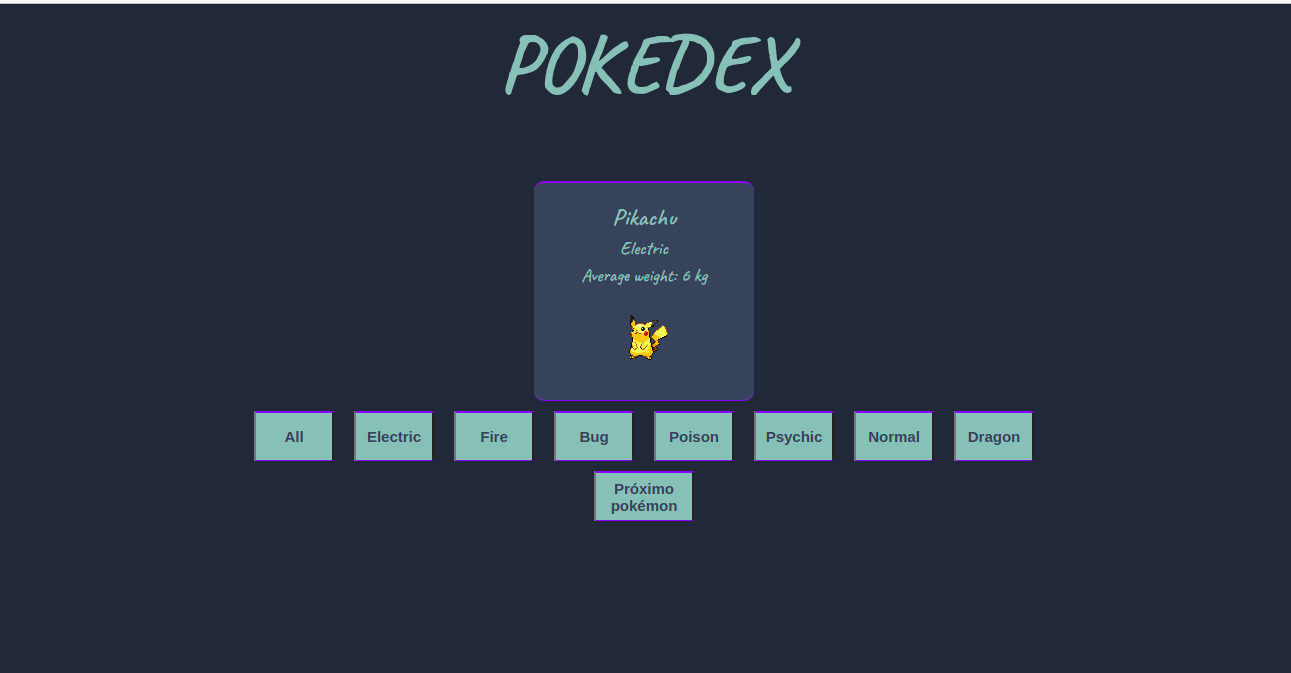 POKEDEX
Pikachu
Electric
Average weight: 6 kg
All Electric Fire Bug Poison Psychic Normal Dragon
Próximo
pokémon